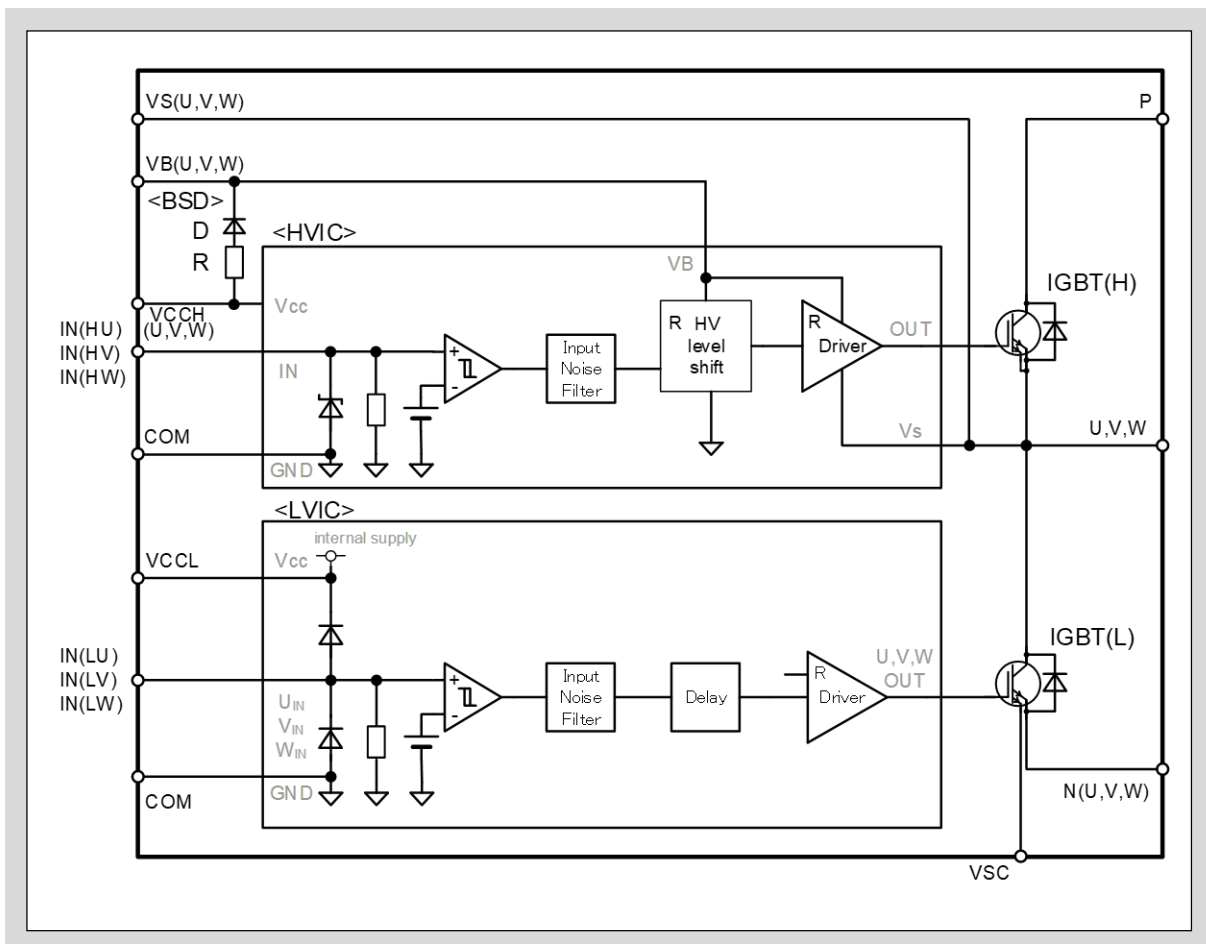 VS(U,V,W)
P
VB(U,V,W)
<BSD>
D
R
<HVIC>
VB
IGBT(H)
VCCH
(U,V,W)
Vcc
IN(HU)
IN(HV)
IN(HW)
IN
+
-
Input
Noise
Filter
R HV
level
shift
R
Driver
OUT
COM
GND
Vs
U,V,W
<LVIC>
internal supply
VCCL
Vcc
IGBT(L)
IN(LU)
IN(LV)
IN(LW)
UIN
VIN
WIN
+
-
Input
Noise
Filter
Delay
R
Driver
U,V,W
OUT
COM
GND
N(U,V,W)
VSC